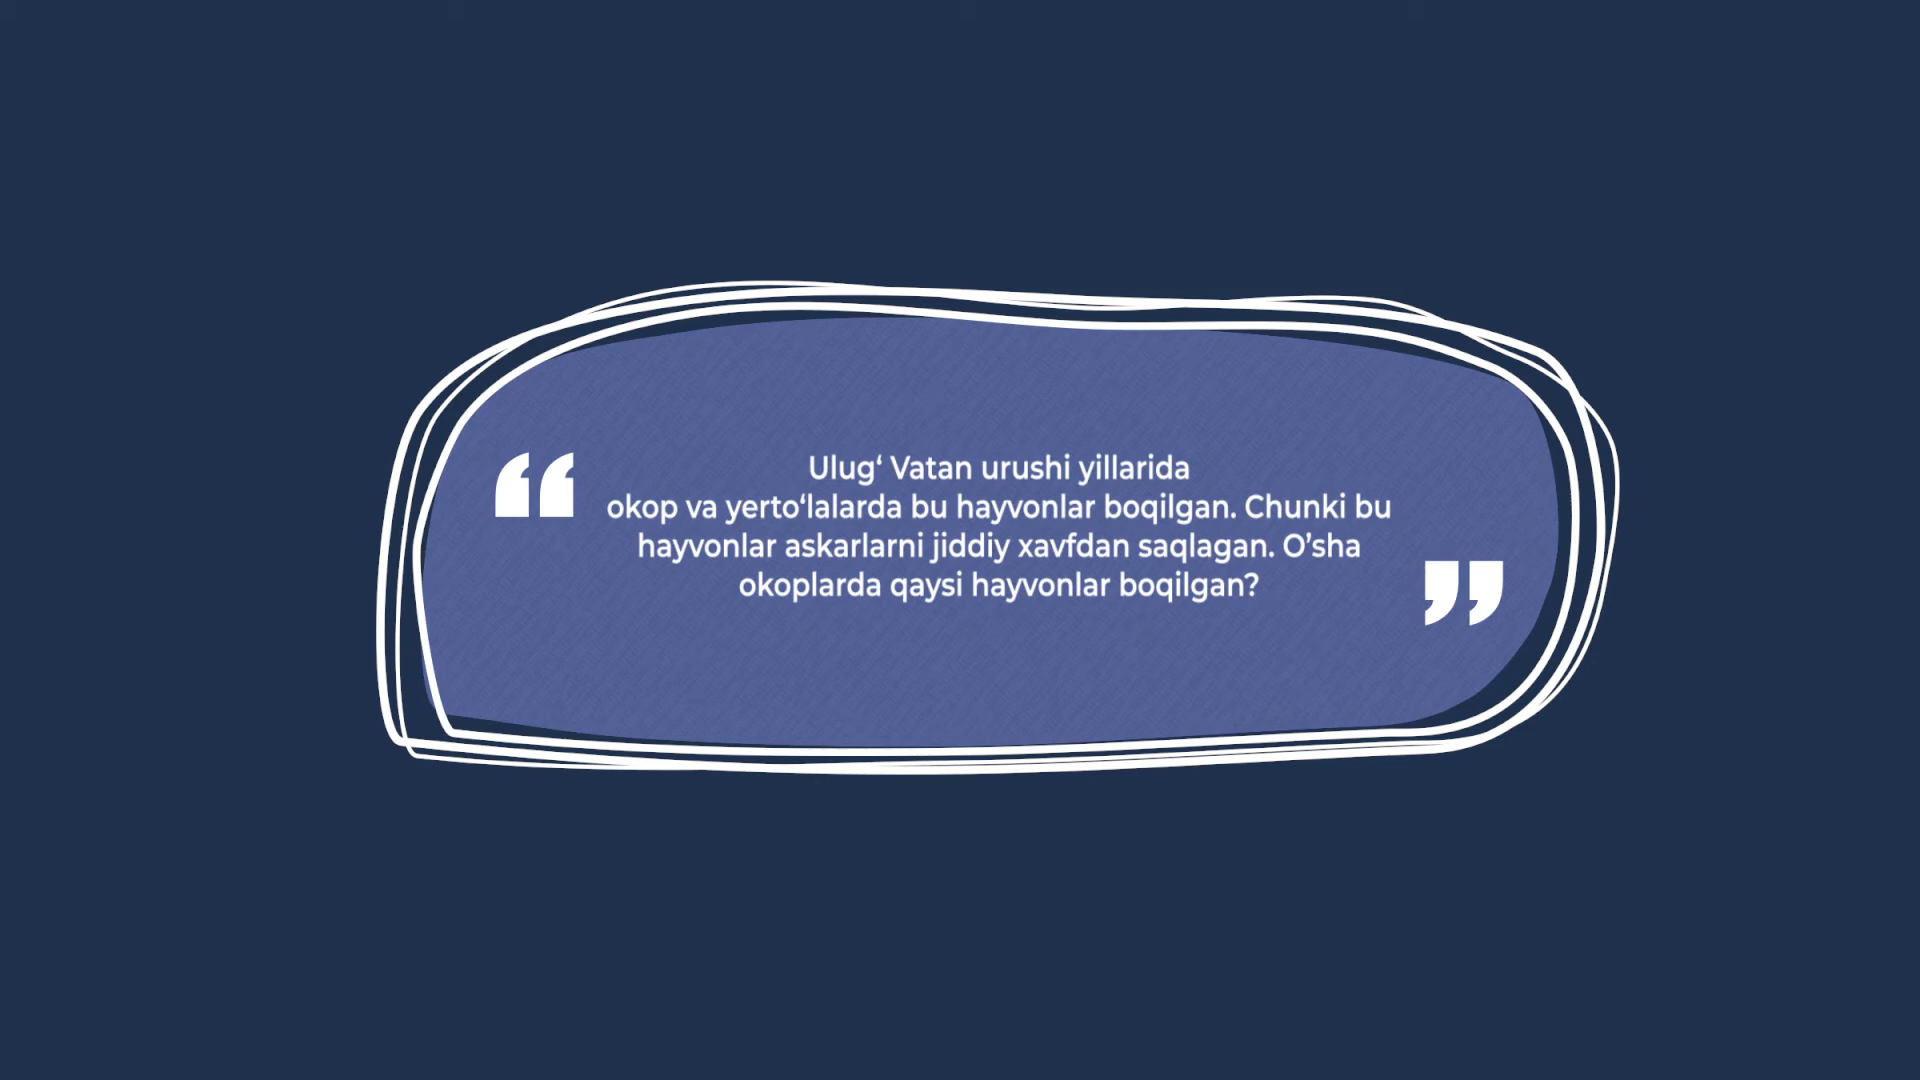 Ulug‘ Vatan urushi yillarida
okop va yerto‘lalarda bu hayvonlar boqilgan. Chunki bu
hayvonlar askarlarni jiddiy xavfdan saqlagan. O’sha
okoplarda qaysi hayvonlar boqilgan?